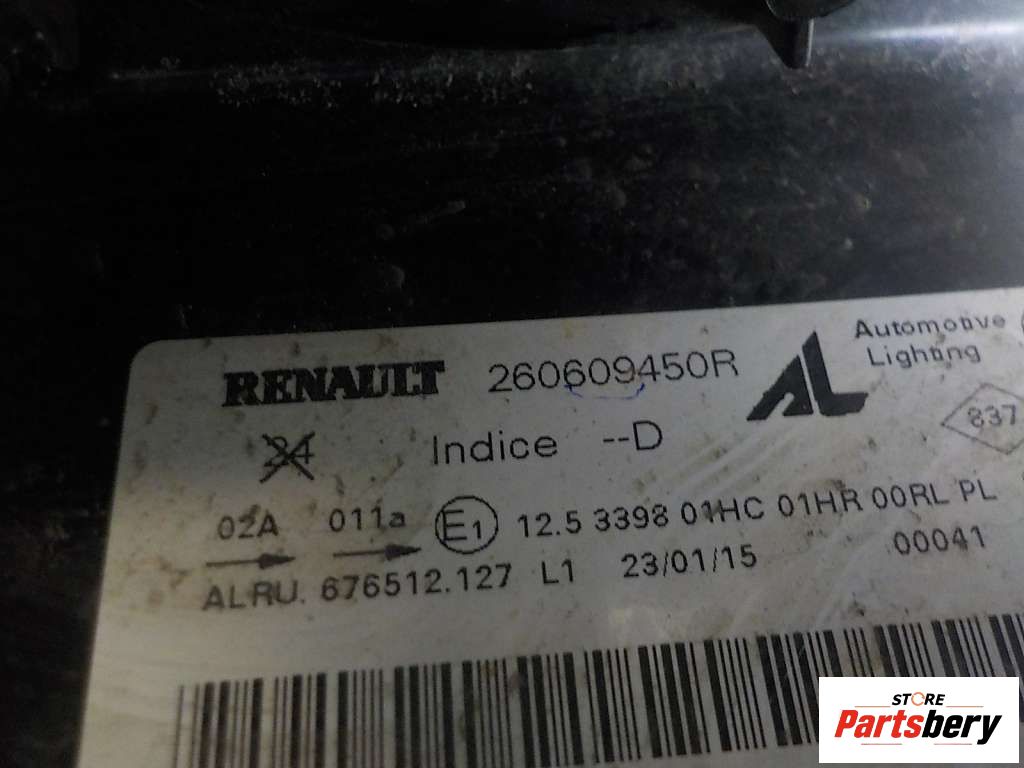 RENAULT 260609450R AL Automotive Lighting
34 Indice --D 837
02A 011a E1 12.5 3398 01HC 01HR 00RL PL
ALRU. 676512.127 L1 23/01/15 00041
STORE
Partsbery